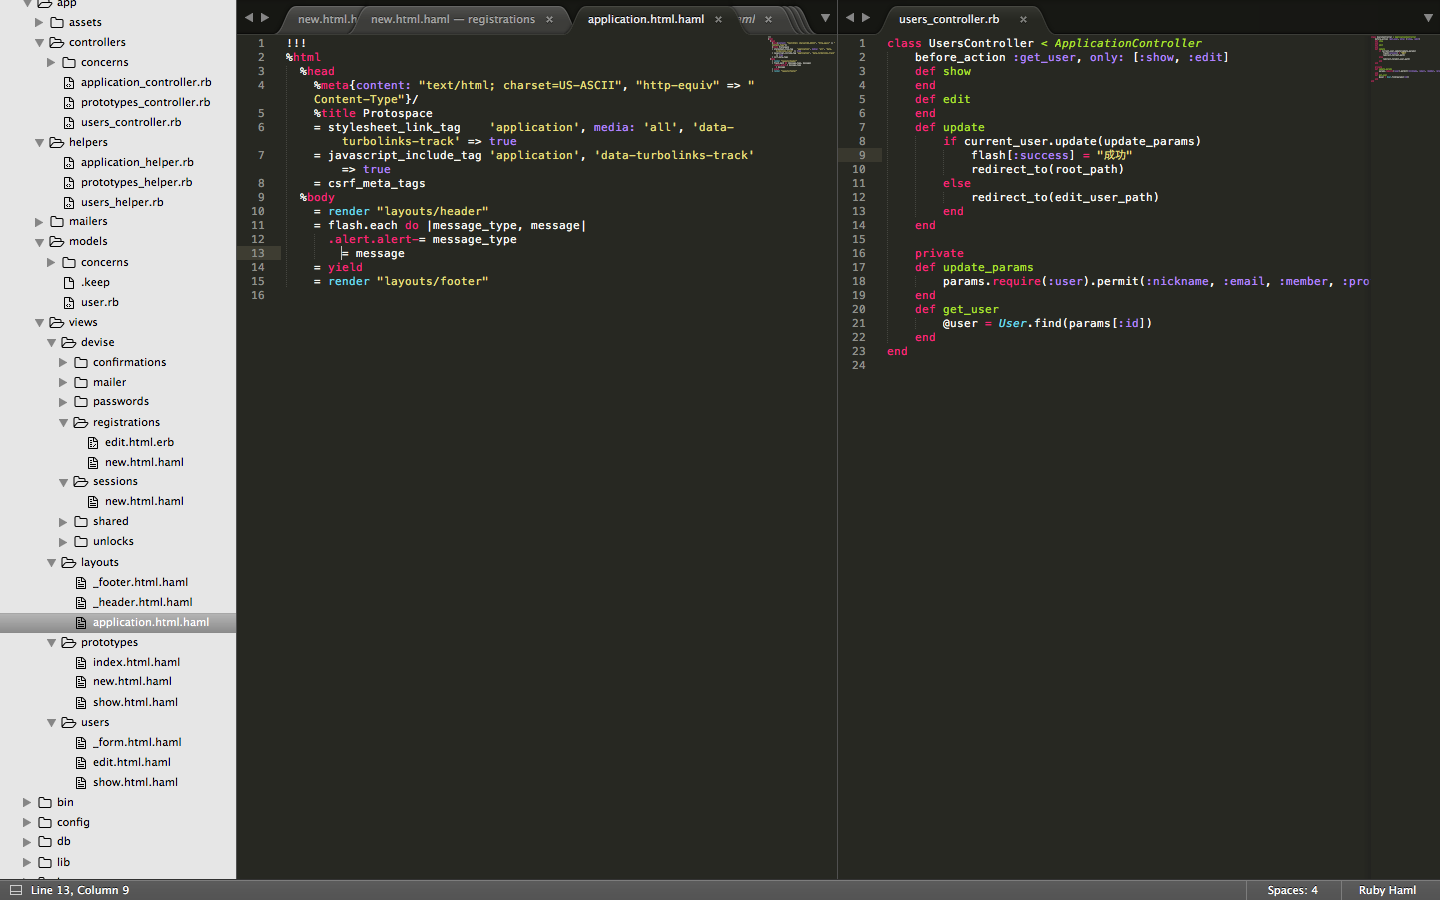 app
assets
controllers
concerns
application_controller.rb
prototypes_controller.rb
users_controller.rb
helpers
application_helper.rb
prototypes_helper.rb
users_helper.rb
mailers
models
concerns
.keep
user.rb
views
devise
confirmations
mailer
passwords
registrations
edit.html.erb
new.html.haml
sessions
new.html.haml
shared
unlocks
layouts
_footer.html.haml
_header.html.haml
application.html.haml
prototypes
index.html.haml
new.html.haml
show.html.haml
users
_form.html.haml
edit.html.haml
show.html.haml
bin
config
db
lib
new.html.h
new.html.haml — registrations
application.html.haml
1 !!!
2 %html
3 %head
4 %meta{content: "text/html; charset=US-ASCII", "http-equiv" => "
Content-Type"}/
5 %title Protospace
6 = stylesheet_link_tag    'application', media: 'all', 'data-
turbolinks-track' => true
7 = javascript_include_tag 'application', 'data-turbolinks-track'
=> true
8 = csrf_meta_tags
9 %body
10 = render "layouts/header"
11 = flash.each do |message_type, message|
12 .alert.alert-= message_type
13 = message
14 = yield
15 = render "layouts/footer"
16
users_controller.rb
1 class UsersController < ApplicationController
2 before_action :get_user, only: [:show, :edit]
3 def show
4 end
5 def edit
6 end
7 def update
8 if current_user.update(update_params)
9 flash[:success] = "成功"
10 redirect_to(root_path)
11 else
12 redirect_to(edit_user_path)
13 end
14 end
15
16 private
17 def update_params
18 params.require(:user).permit(:nickname, :email, :member, :pro
19 end
20 def get_user
21 @user = User.find(params[:id])
22 end
23 end
24
Line 13, Column 9
Spaces: 4
Ruby Haml